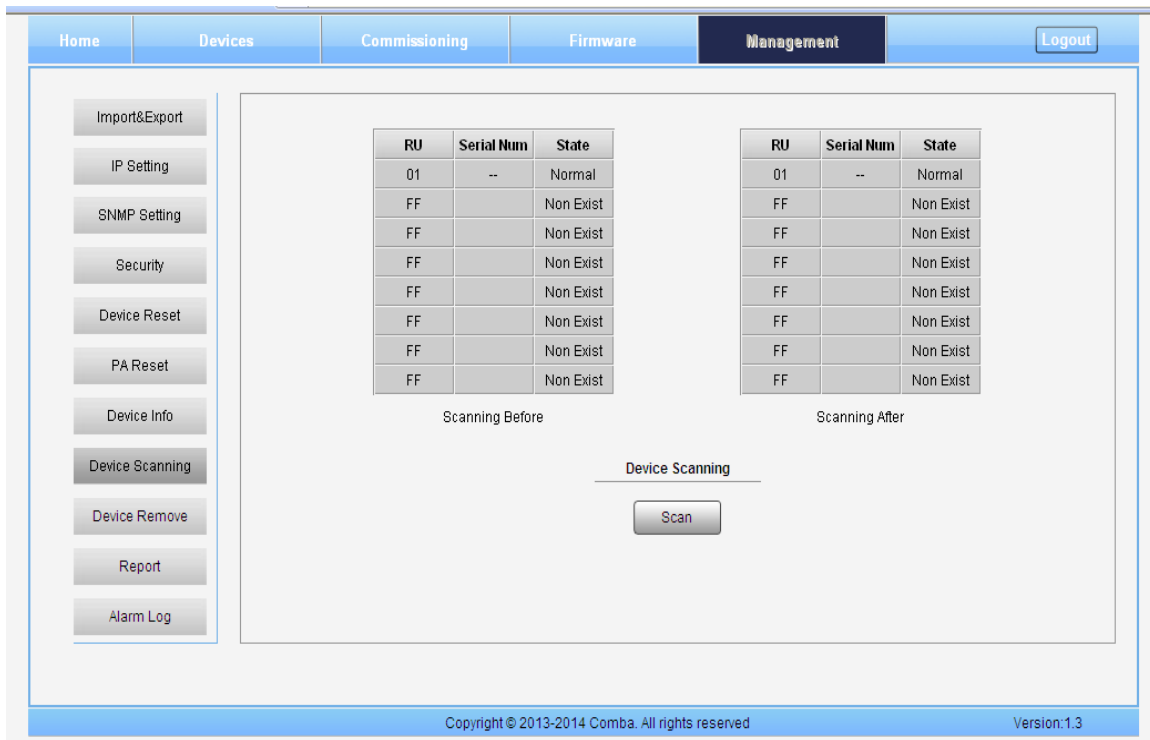 Home Devices Commissioning Firmware Management Logout
Import&Export
IP Setting
SNMP Setting
Security
Device Reset
PA Reset
Device Info
Device Scanning
Device Remove
Report
Alarm Log
RU Serial Num State
01 -- Normal
FF Non Exist
FF Non Exist
FF Non Exist
FF Non Exist
FF Non Exist
FF Non Exist
FF Non Exist
Scanning Before
RU Serial Num State
01 -- Normal
FF Non Exist
FF Non Exist
FF Non Exist
FF Non Exist
FF Non Exist
FF Non Exist
FF Non Exist
Scanning After
Device Scanning
Scan
Copyright © 2013-2014 Comba. All rights reserved Version:1.3